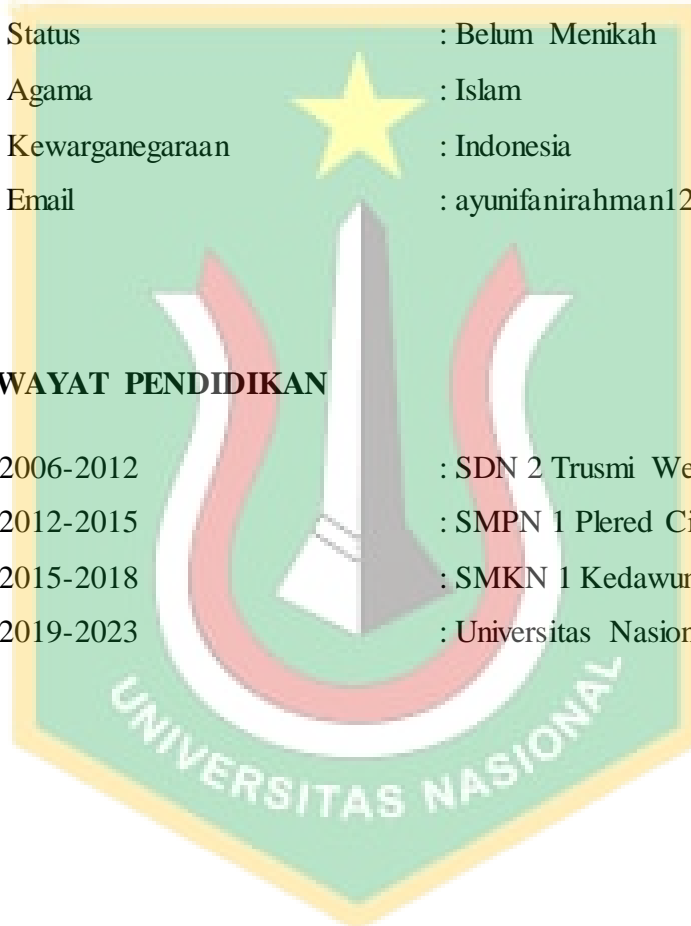 Status : Belum Menikah
Agama : Islam
Kewarganegaraan : Indonesia
Email : ayunifanirahman12
WAYAT PENDIDIKAN
2006-2012 : SDN 2 Trusmi We
2012-2015 : SMPN 1 Plered Ci
2015-2018 : SMKN 1 Kedawun
2019-2023 : Universitas Nasion
UNIVERSITAS NASIONAL